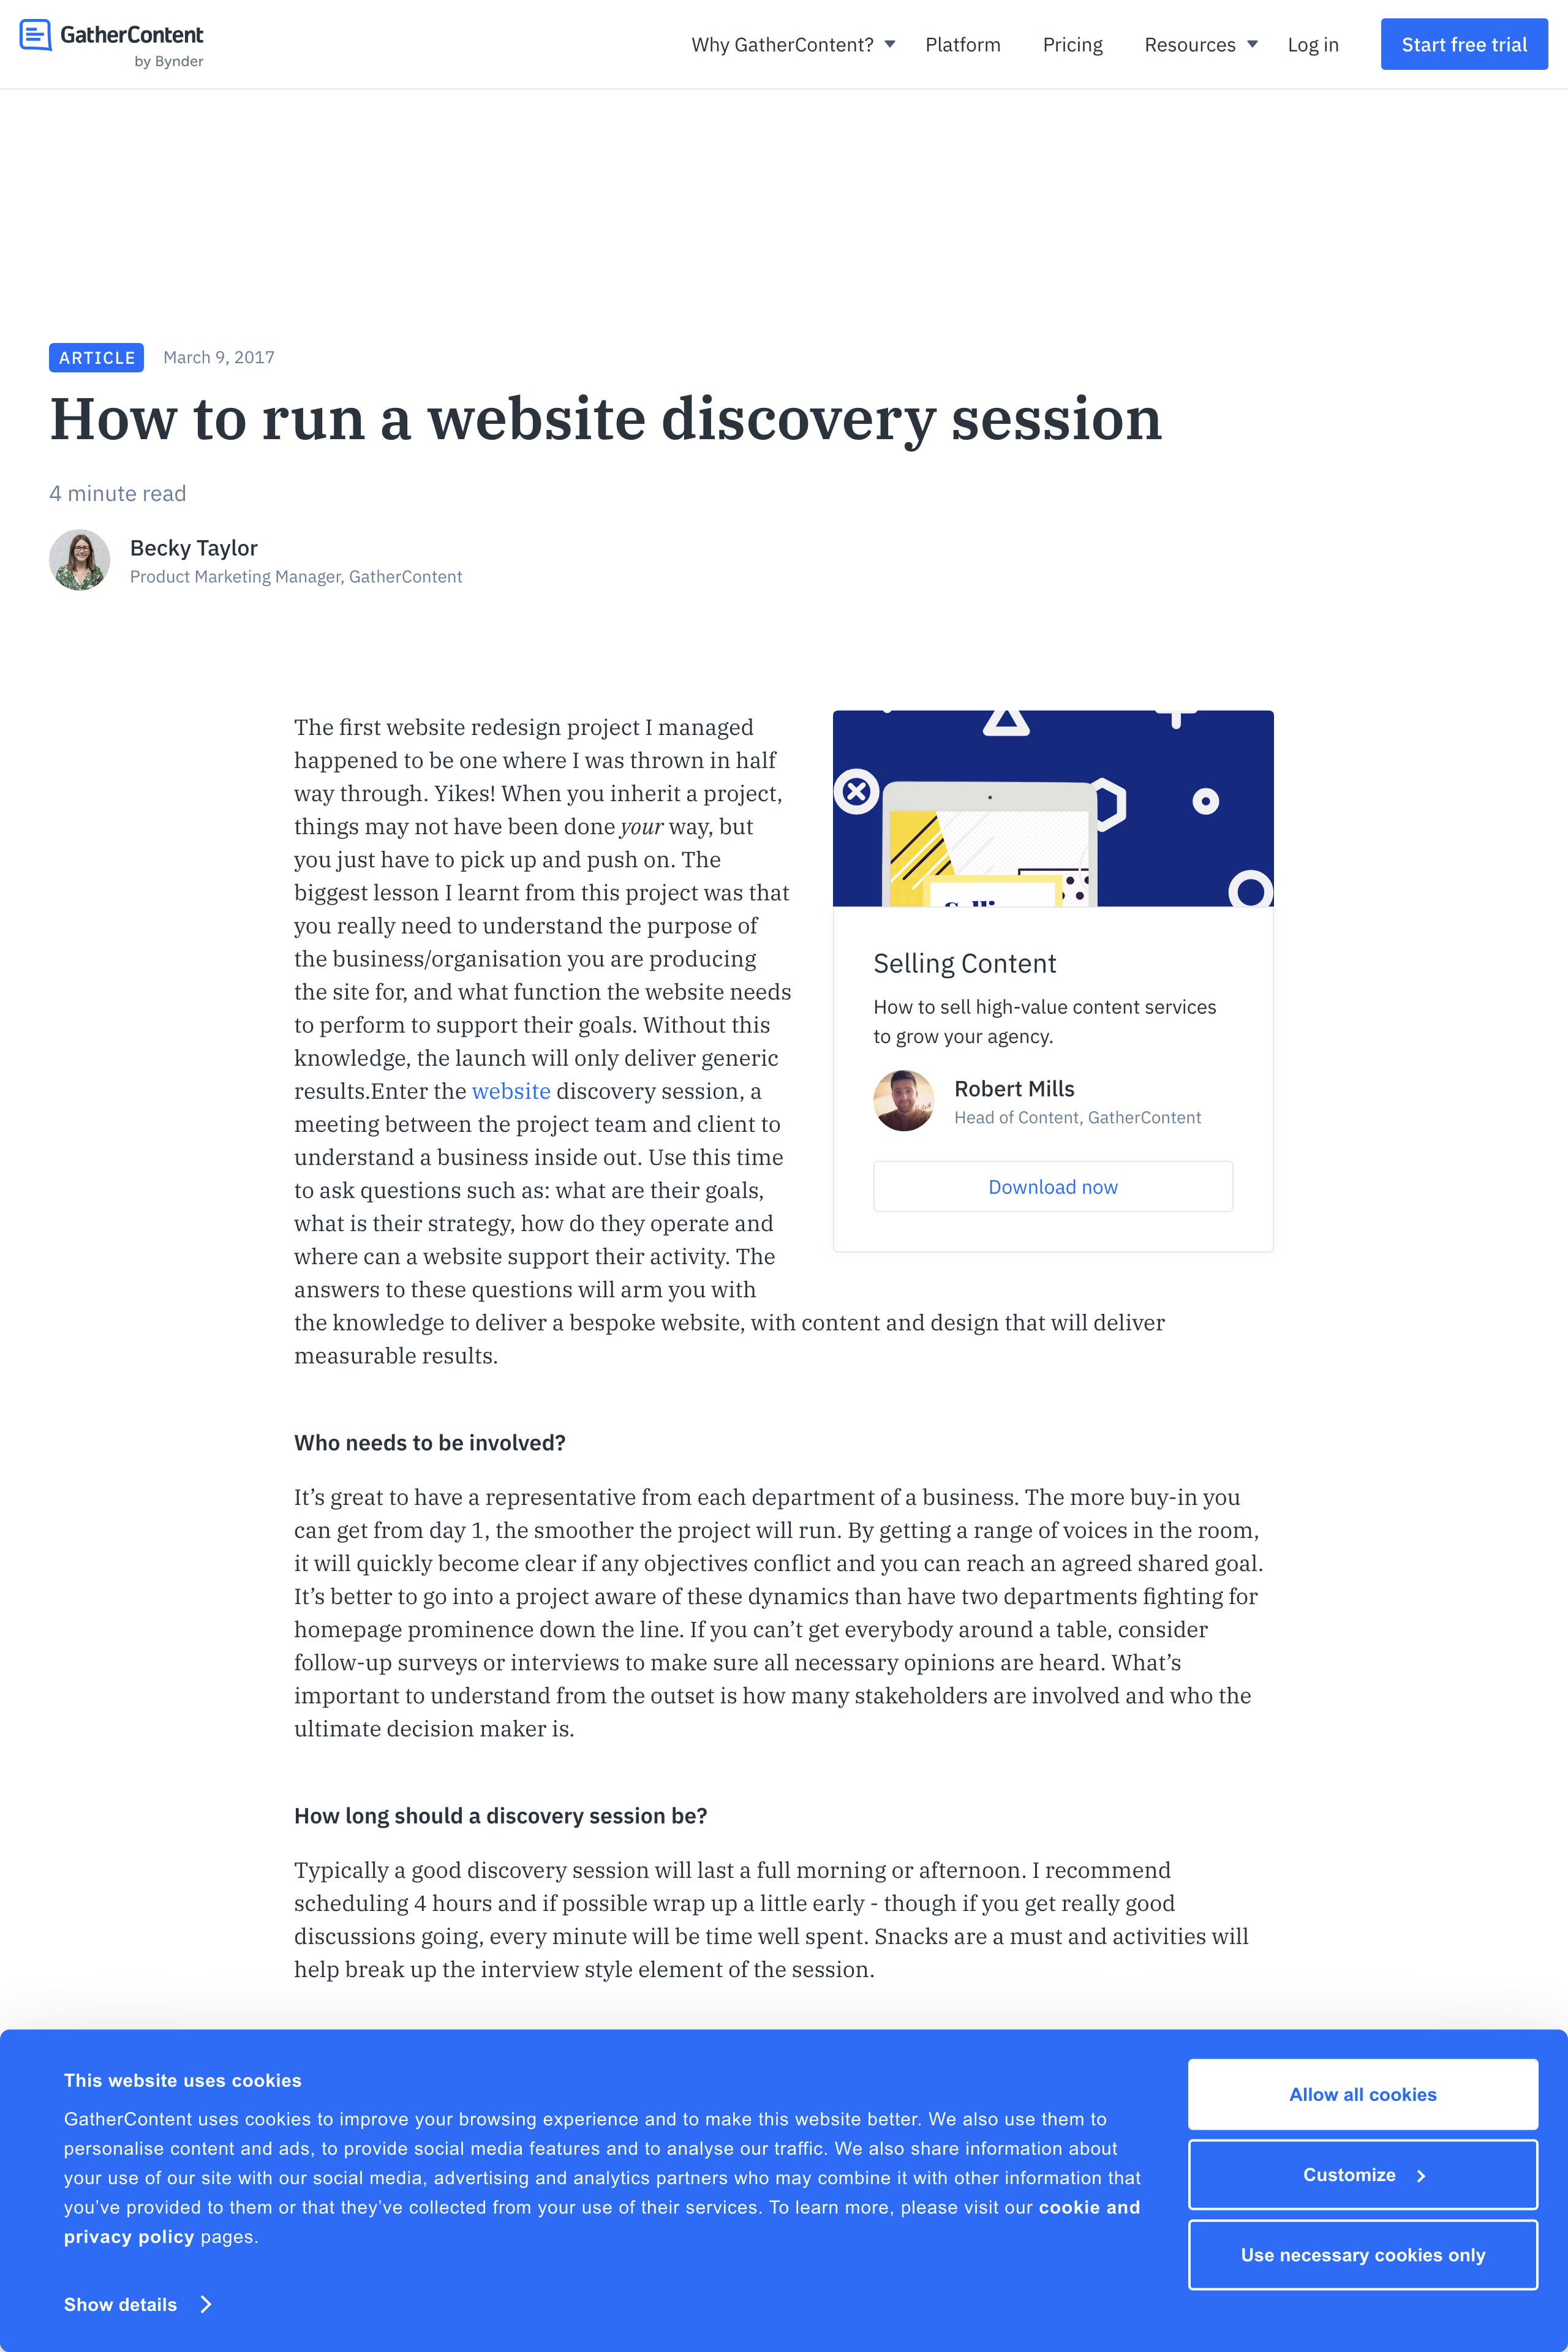 GatherContent
by Bynder
Why GatherContent?
Platform
Pricing
Resources
Log in
Start free trial
ARTICLE
March 9, 2017
How to run a website discovery session
4 minute read
Becky Taylor
Product Marketing Manager, GatherContent
The first website redesign project I managed
happened to be one where I was thrown in half
way through. Yikes! When you inherit a project,
things may not have been done your way, but
you just have to pick up and push on. The
biggest lesson I learnt from this project was that
you really need to understand the purpose of
the business/organisation you are producing
the site for, and what function the website needs
to perform to support their goals. Without this
knowledge, the launch will only deliver generic
results.Enter the website discovery session, a
meeting between the project team and client to
understand a business inside out. Use this time
to ask questions such as: what are their goals,
what is their strategy, how do they operate and
where can a website support their activity. The
answers to these questions will arm you with
the knowledge to deliver a bespoke website, with content and design that will deliver
measurable results.
Selling Content
How to sell high-value content services
to grow your agency.
Robert Mills
Head of Content, GatherContent
Download now
Who needs to be involved?
It’s great to have a representative from each department of a business. The more buy-in you
can get from day 1, the smoother the project will run. By getting a range of voices in the room,
it will quickly become clear if any objectives conflict and you can reach an agreed shared goal.
It’s better to go into a project aware of these dynamics than have two departments fighting for
homepage prominence down the line. If you can’t get everybody around a table, consider
follow-up surveys or interviews to make sure all necessary opinions are heard. What’s
important to understand from the outset is how many stakeholders are involved and who the
ultimate decision maker is.
How long should a discovery session be?
Typically a good discovery session will last a full morning or afternoon. I recommend
scheduling 4 hours and if possible wrap up a little early - though if you get really good
discussions going, every minute will be time well spent. Snacks are a must and activities will
help break up the interview style element of the session.
This website uses cookies
GatherContent uses cookies to improve your browsing experience and to make this website better. We also use them to
personalise content and ads, to provide social media features and to analyse our traffic. We also share information about
your use of our site with our social media, advertising and analytics partners who may combine it with other information that
you’ve provided to them or that they’ve collected from your use of their services. To learn more, please visit our cookie and
privacy policy pages.
Show details
Allow all cookies
Customize
Use necessary cookies only